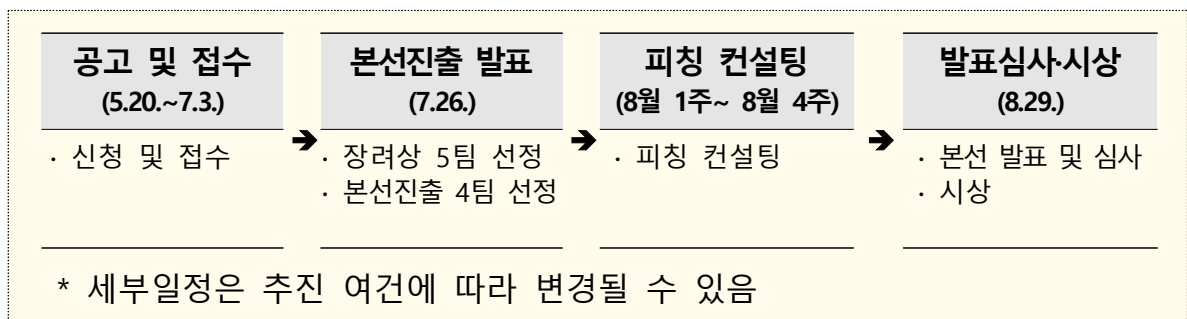 공고 및 접수
(5.20.~7.3.)
· 신청 및 접수
➔
본선진출 발표
(7.26.)
· 장려상 5팀 선정
· 본선진출 4팀 선정
➔
피칭 컨설팅
(8월 1주~ 8월 4주)
· 피칭 컨설팅
➔
발표심사·시상
(8.29.)
· 본선 발표 및 심사
· 시상
* 세부일정은 추진 여건에 따라 변경될 수 있음